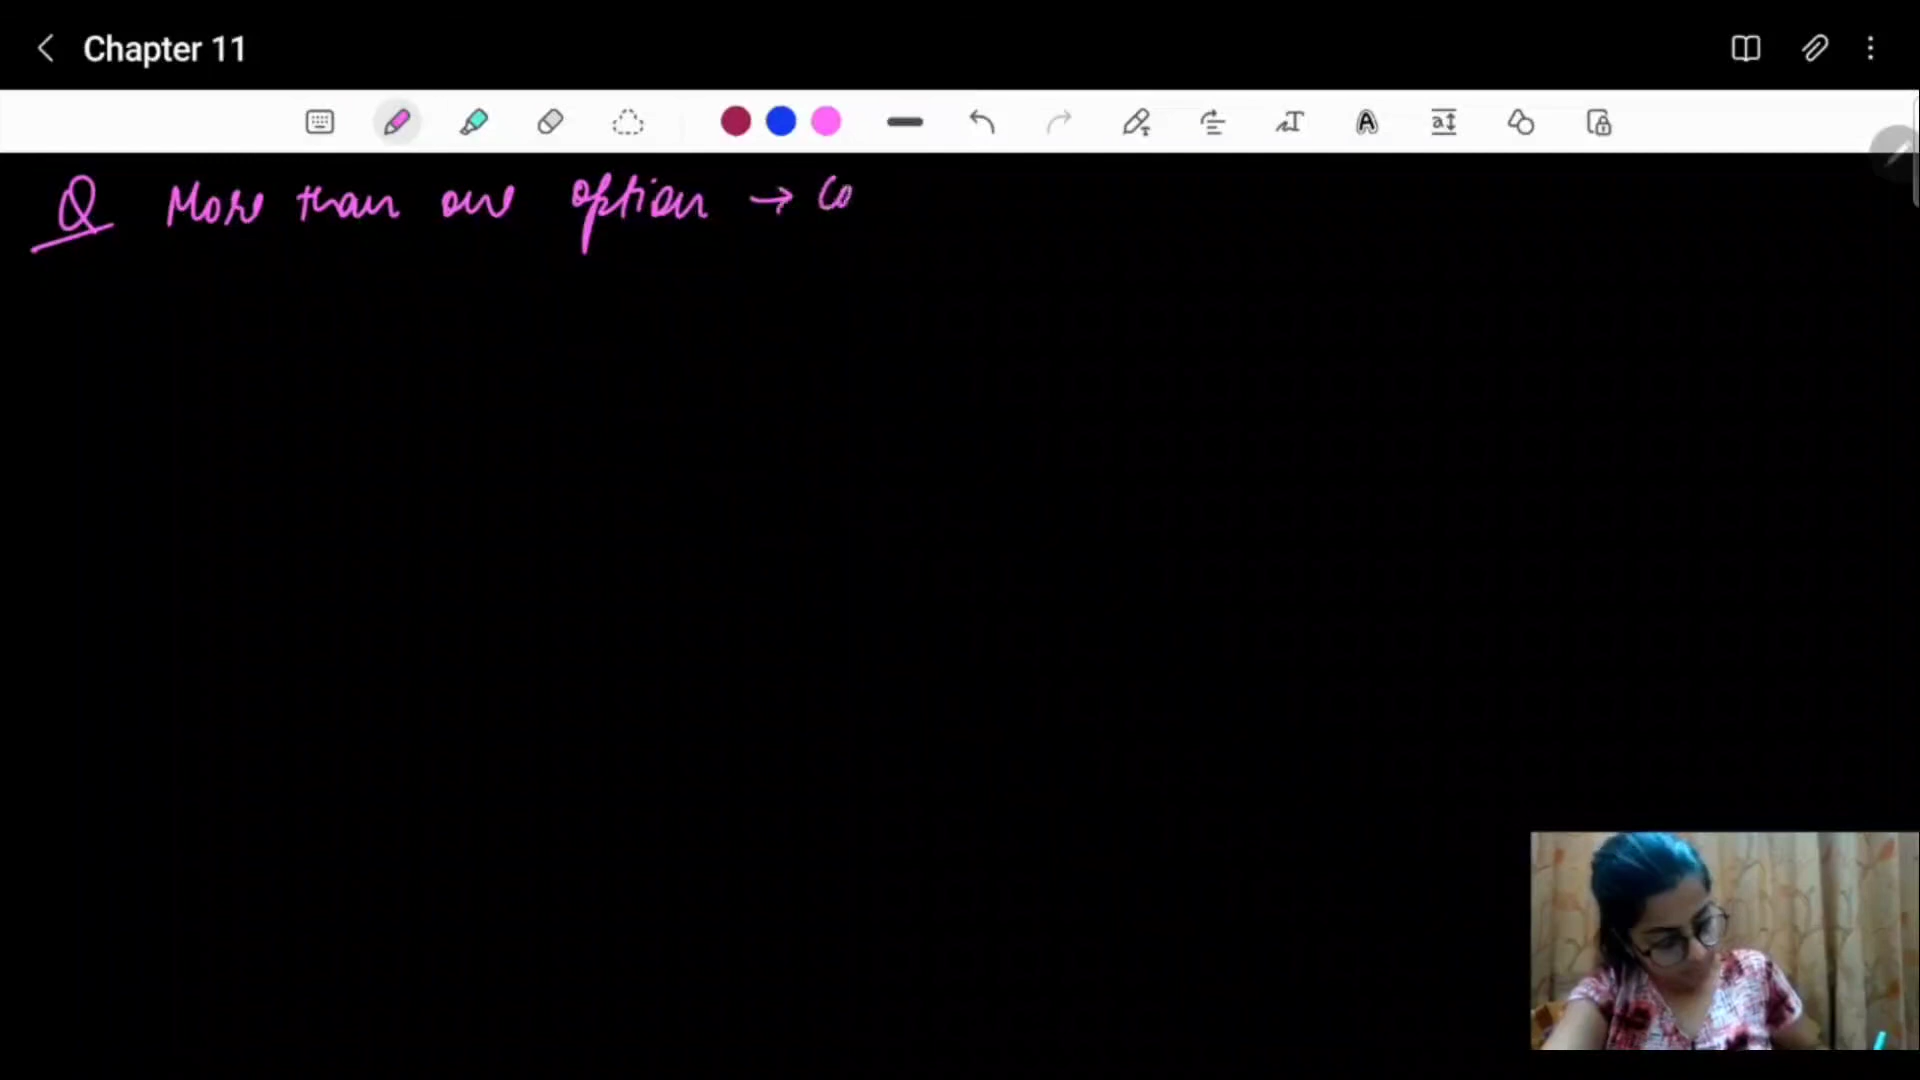 Chapter 11
Q More than one option → co